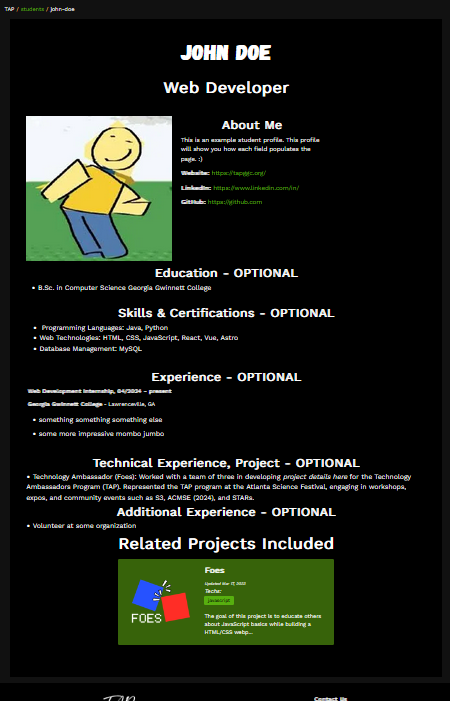 TAP / students / john-doe
JOHN DOE
Web Developer
About Me
This is an example student profile. This profile
will show you how each field populates the
page. :)
Website: https://tapggc.org/
LinkedIn: https://www.linkedin.com/in/
GitHub: https://github.com
Education - OPTIONAL
• B.Sc. in Computer Science Georgia Gwinnett College
Skills & Certifications - OPTIONAL
• Programming Languages: Java, Python
• Web Technologies: HTML, CSS, JavaScript, React, Vue, Astro
• Database Management: MySQL
Experience - OPTIONAL
Web Development Internship, 04/2024 - present
Georgia Gwinnett College - Lawrenceville, GA
• something something something else
• some more impressive mombo jumbo
Technical Experience, Project - OPTIONAL
• Technology Ambassador (Foes): Worked with a team of three in developing project details here for the Technology
Ambassadors Program (TAP). Represented the TAP program at the Atlanta Science Festival, engaging in workshops,
expos, and community events such as S3, ACMSE (2024), and STARs.
Additional Experience - OPTIONAL
• Volunteer at some organization
Related Projects Included
FOES
Foes
Updated Mar 17, 2023
Techs:
javascript
The goal of this project is to educate others
about JavaScript basics while building a
HTML/CSS webp...
TAP
Contact Us